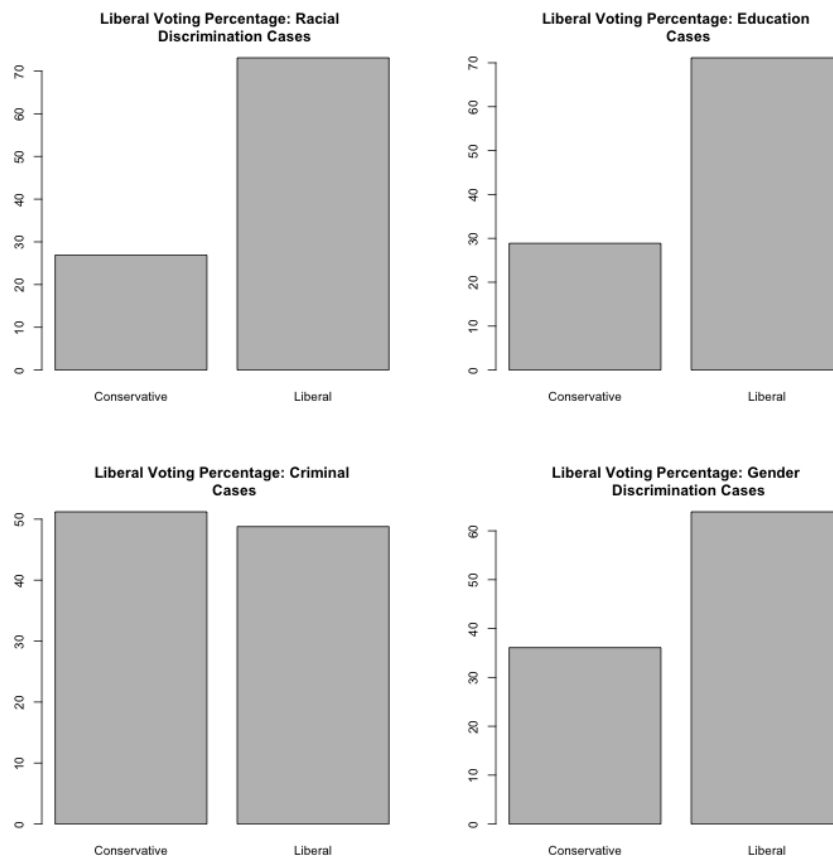 Liberal Voting Percentage: Racial
Discrimination Cases
70
60
50
40
30
20
10
0
Conservative Liberal
Liberal Voting Percentage: Education
Cases
70
60
50
40
30
20
10
0
Conservative Liberal
Liberal Voting Percentage: Criminal
Cases
50
40
30
20
10
0
Conservative Liberal
Liberal Voting Percentage: Gender
Discrimination Cases
60
50
40
30
20
10
0
Conservative Liberal